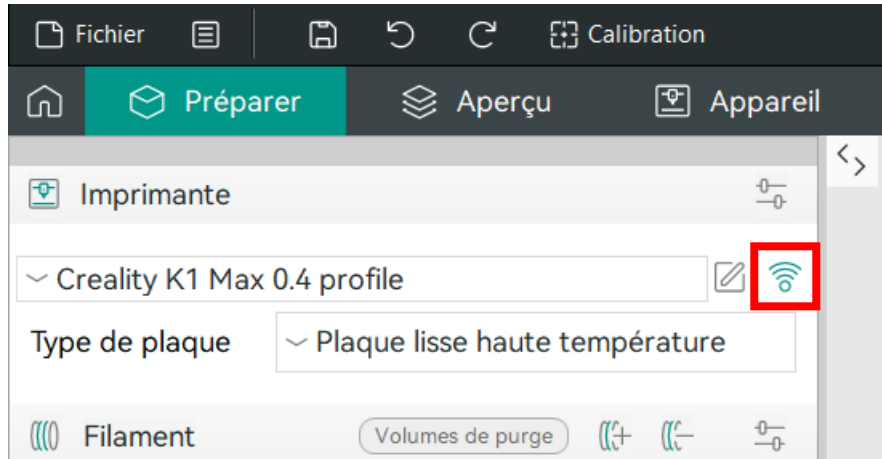 Fichier Calibration
Préparer Aperçu Appareil
Imprimante
Creality K1 Max 0.4 profile
Type de plaque Plaque lisse haute température
Filament Volumes de purge